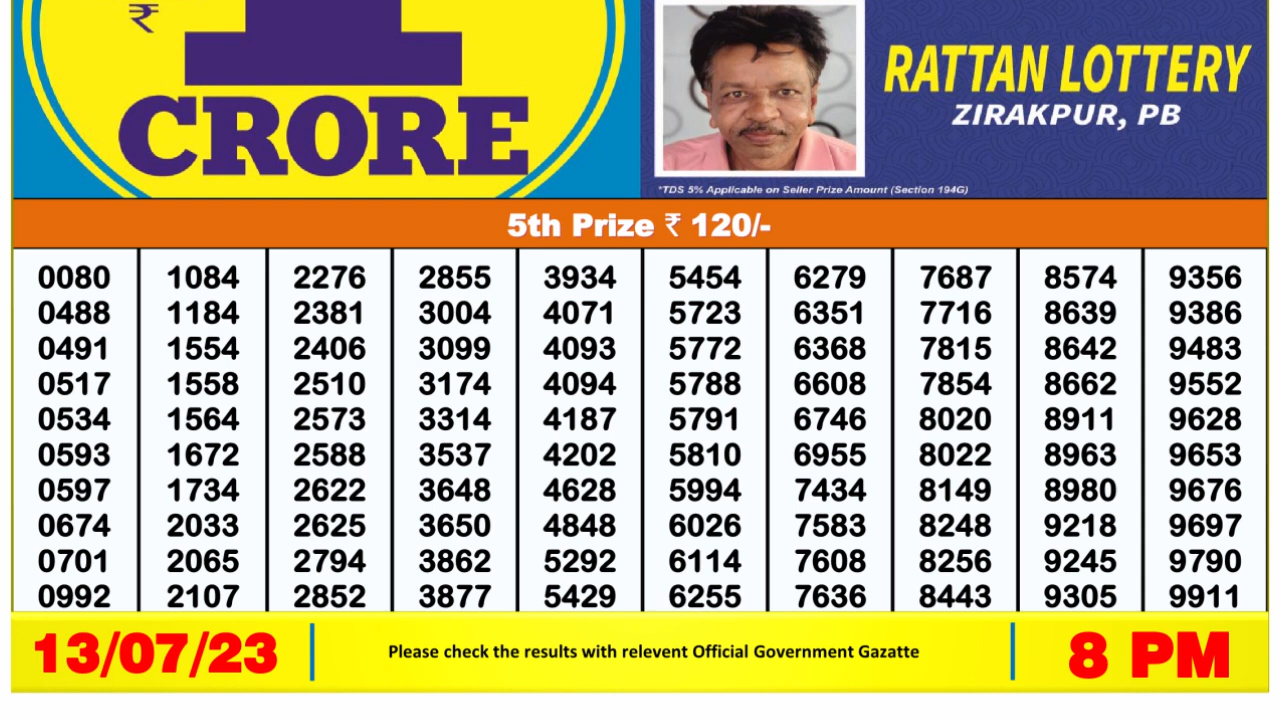 ₹ 1
CRORE
RATTAN LOTTERY
ZIRAKPUR, PB
*TDS 5% Applicable on Seller Prize Amount (Section 194G)
5th Prize ₹ 120/-
0080 1084 2276 2855 3934 5454 6279 7687 8574 9356
0488 1184 2381 3004 4071 5723 6351 7716 8639 9386
0491 1554 2406 3099 4093 5772 6368 7815 8642 9483
0517 1558 2510 3174 4094 5788 6608 7854 8662 9552
0534 1564 2573 3314 4187 5791 6746 8020 8911 9628
0593 1672 2588 3537 4202 5810 6955 8022 8963 9653
0597 1734 2622 3648 4628 5994 7434 8149 8980 9676
0674 2033 2625 3650 4848 6026 7583 8248 9218 9697
0701 2065 2794 3862 5292 6114 7608 8256 9245 9790
0992 2107 2852 3877 5429 6255 7636 8443 9305 9911
13/07/23 Please check the results with relevent Official Government Gazatte 8 PM